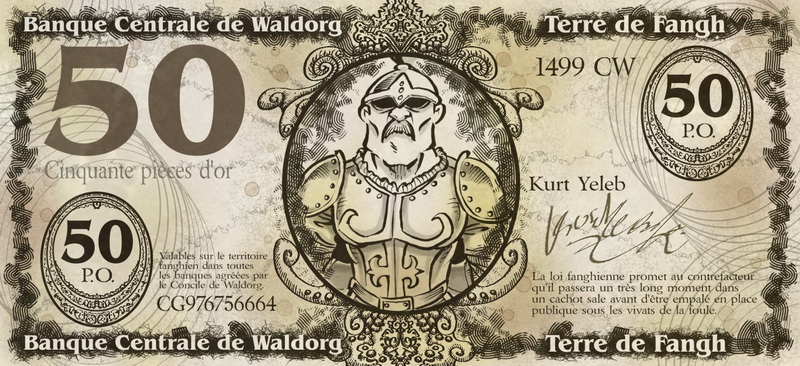 Banque Centrale de Waldorg
Terre de Fangh
50
Cinquante pièces d'or
1499 CW
50
P.O.
50
P.O.
Valables sur le territoire
fanghien dans toutes
les banques agréées par
le Concile de Waldorg.
CG976756664
Kurt Yeleb
La loi fanghienne promet au contrefacteur
qu'il passera un très long moment dans
un cachot sale avant d'être empalé en place
publique sous les vivats de la foule.
Banque Centrale de Waldorg
Terre de Fangh